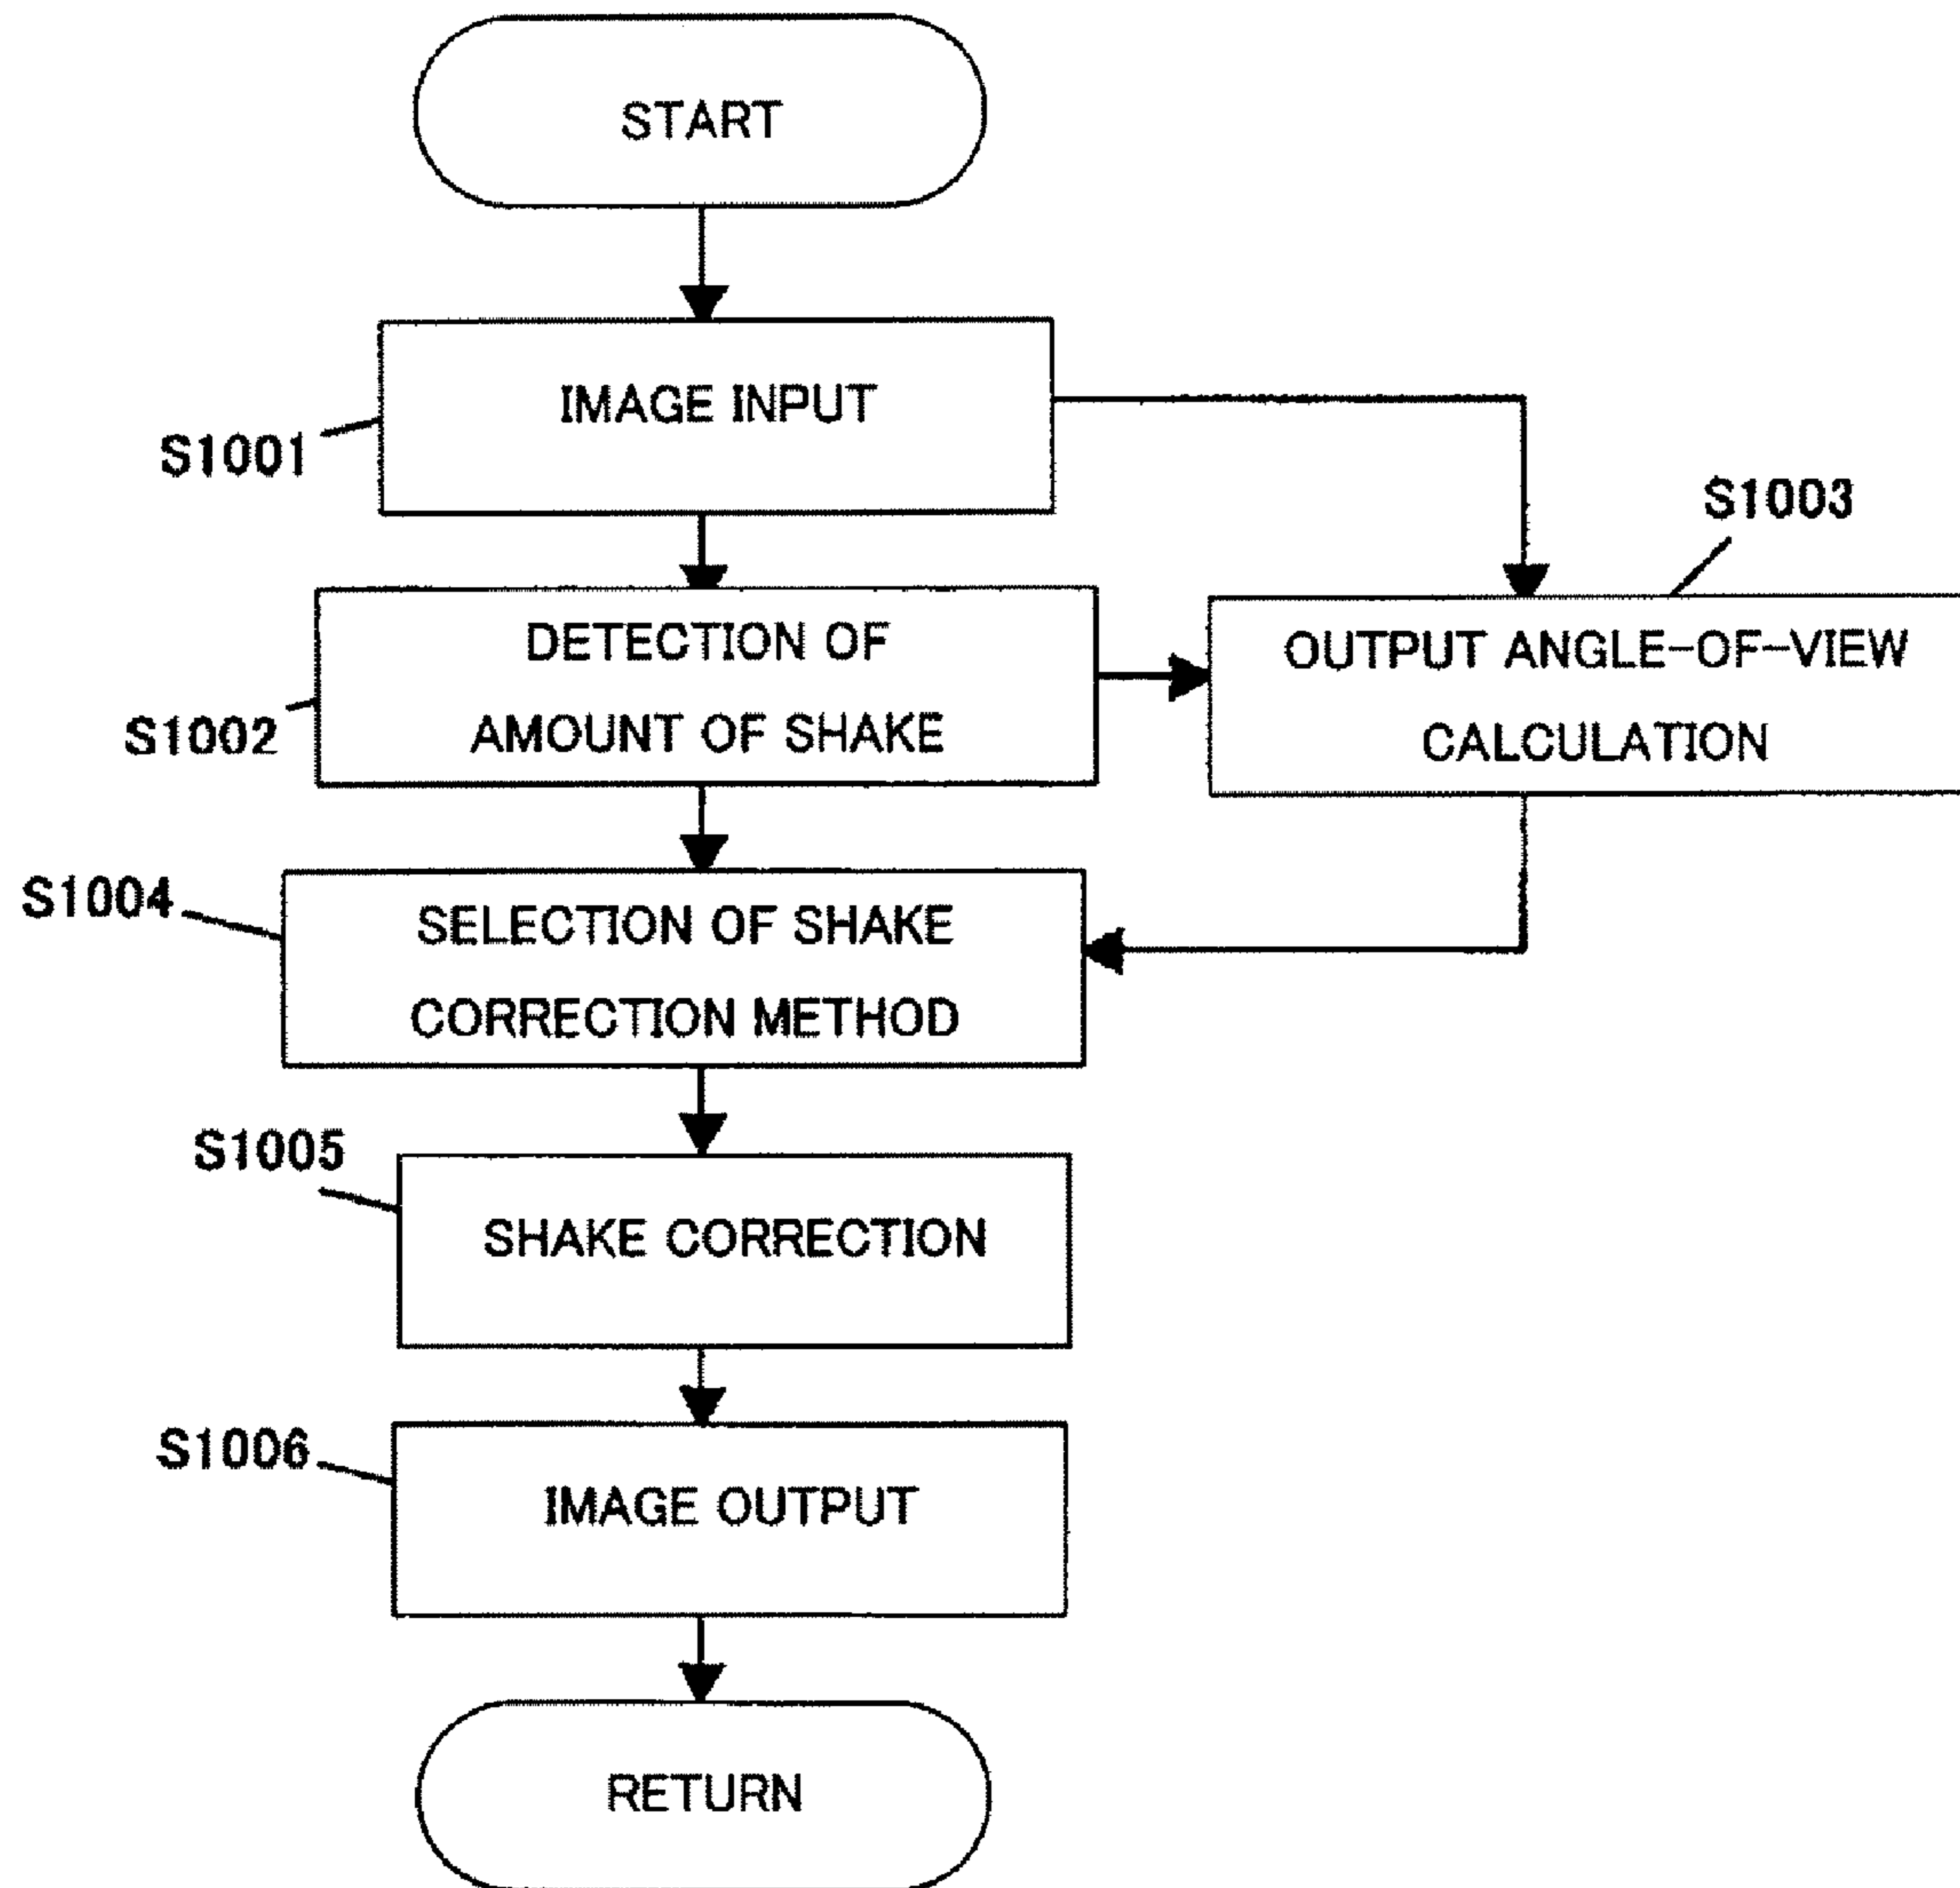 START
IMAGE INPUT
S1001
S1003
DETECTION OF
AMOUNT OF SHAKE
S1002
OUTPUT ANGLE-OF-VIEW
CALCULATION
S1004
SELECTION OF SHAKE
CORRECTION METHOD
S1005
SHAKE CORRECTION
S1006
IMAGE OUTPUT
RETURN